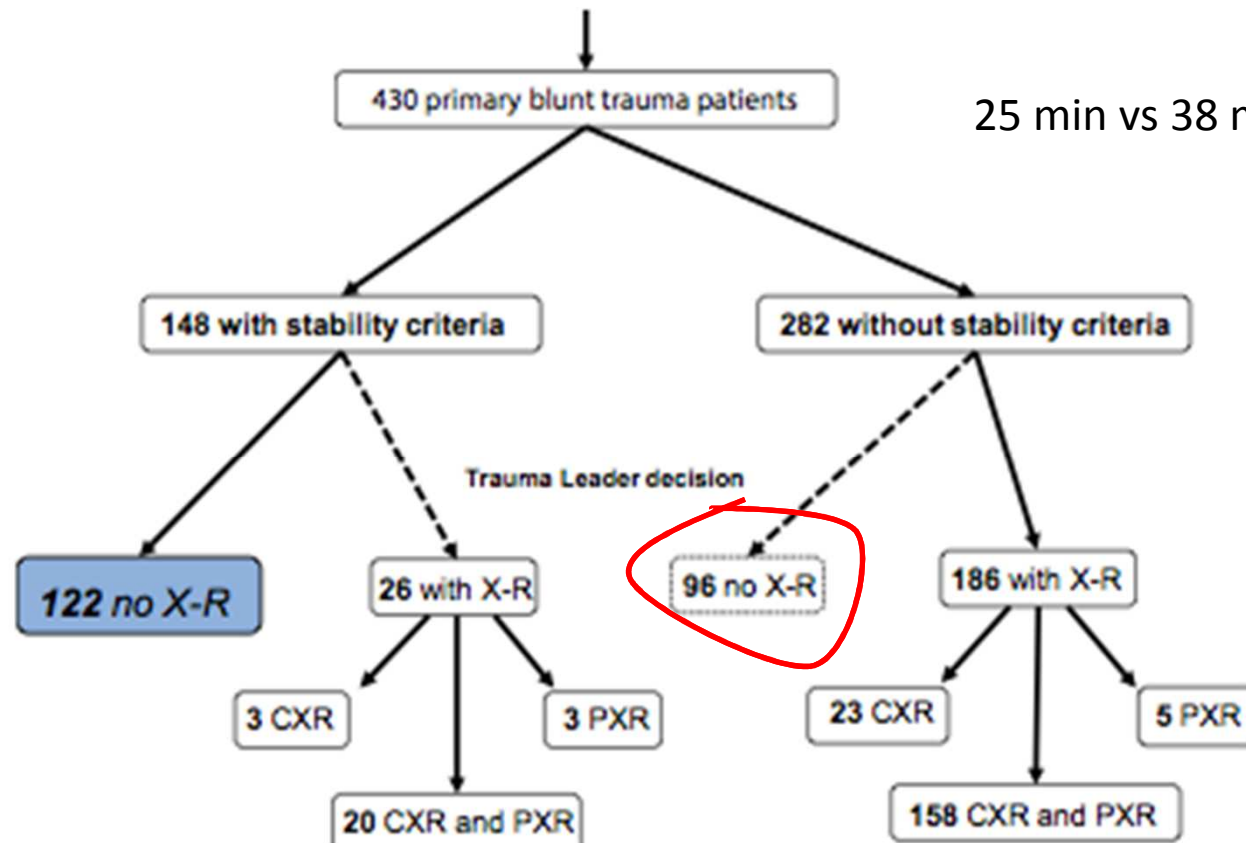 430 primary blunt trauma patients
25 min vs 38
148 with stability criteria
282 without stability criteria
Trauma Leader decision
122 no X-R
26 with X-R
96 no X-R
186 with X-R
3 CXR
3 PXR
23 CXR
5 PXR
20 CXR and PXR
158 CXR and PXR